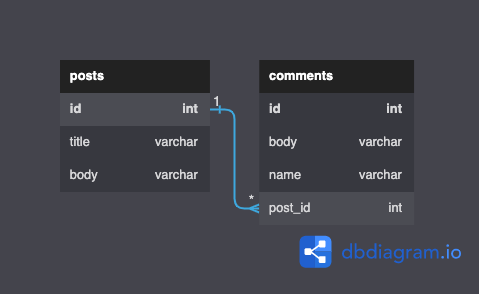 posts
id int
title varchar
body varchar
1
*
comments
id int
body varchar
name varchar
post_id int
dbdiagram.io